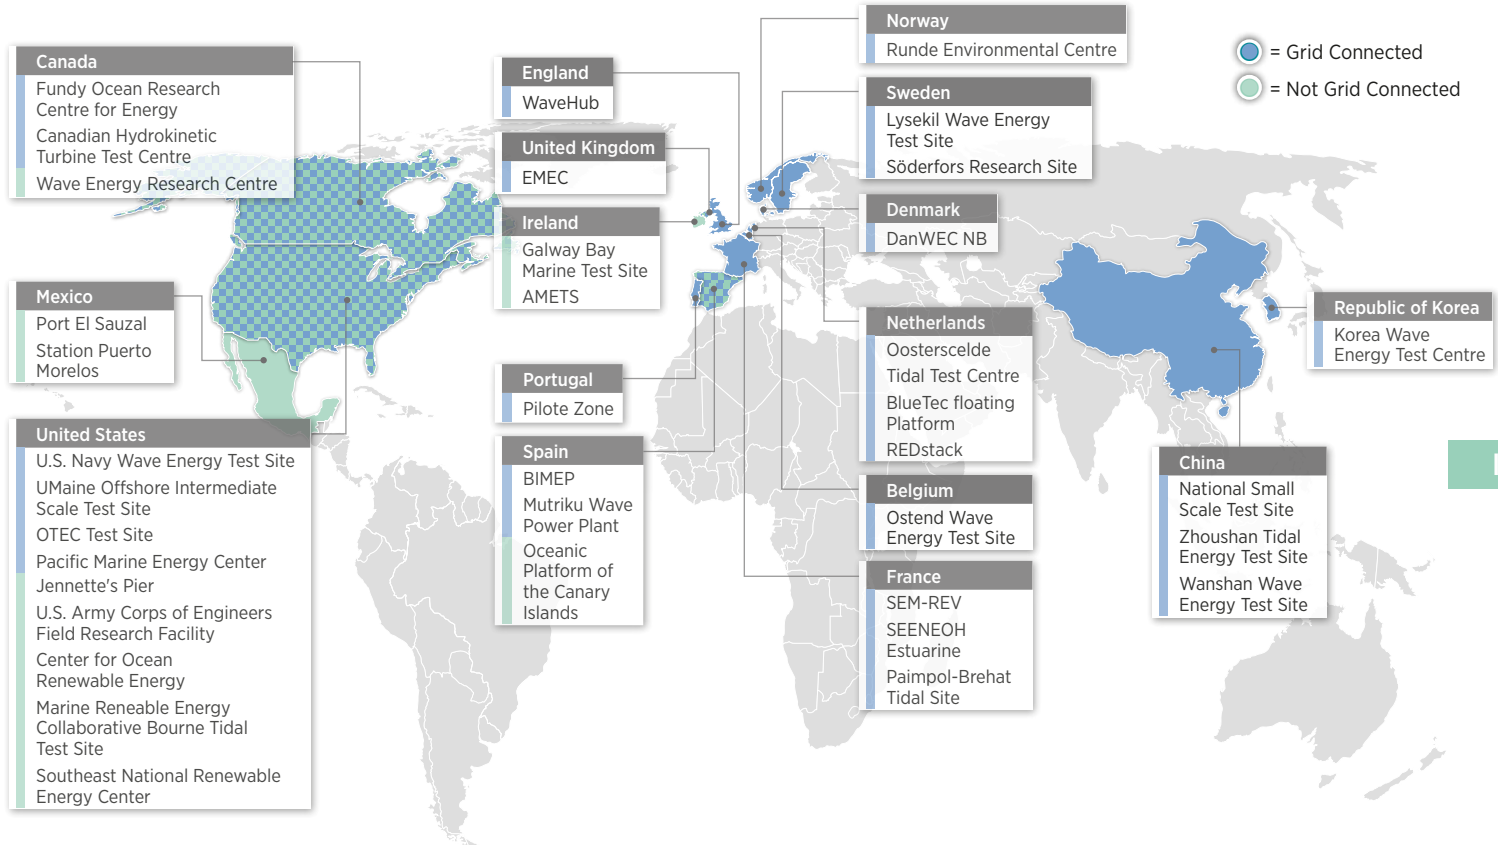 Canada
Fundy Ocean Research
Centre for Energy
Canadian Hydrokinetic
Turbine Test Centre
Wave Energy Research Centre
Mexico
Port El Sauzal
Station Puerto
Morelos
United States
U.S. Navy Wave Energy Test Site
UMaine Offshore Intermediate
Scale Test Site
OTEC Test Site
Pacific Marine Energy Center
Jennette's Pier
U.S. Army Corps of Engineers
Field Research Facility
Center for Ocean
Renewable Energy
Marine Reneable Energy
Collaborative Bourne Tidal
Test Site
Southeast National Renewable
Energy Center
England
WaveHub
United Kingdom
EMEC
Ireland
Galway Bay
Marine Test Site
AMETS
Portugal
Pilote Zone
Spain
BIMEP
Mutriku Wave
Power Plant
Oceanic
Platform of
the Canary
Islands
Norway
Runde Environmental Centre
Sweden
Lysekil Wave Energy
Test Site
Söderfors Research Site
Denmark
DanWEC NB
Netherlands
Oosterscelde
Tidal Test Centre
BlueTec floating
Platform
REDstack
Belgium
Ostend Wave
Energy Test Site
France
SEM-REV
SEENEOH
Estuarine
Paimpol-Brehat
Tidal Site
= Grid Connected
= Not Grid Connected
Republic of Korea
Korea Wave
Energy Test Centre
China
National Small
Scale Test Site
Zhoushan Tidal
Energy Test Site
Wanshan Wave
Energy Test Site